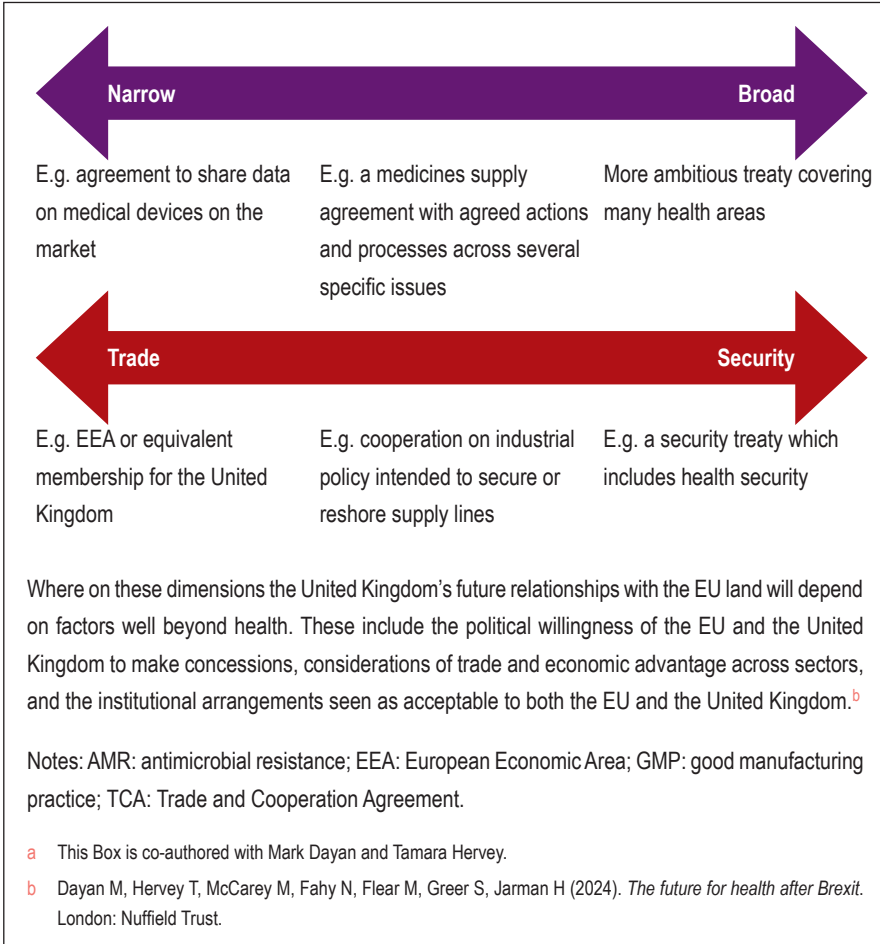 Narrow Broad
E.g. agreement to share data on medical devices on the market
E.g. a medicines supply agreement with agreed actions and processes across several specific issues
More ambitious treaty covering many health areas
Trade Security
E.g. EEA or equivalent membership for the United Kingdom
E.g. cooperation on industrial policy intended to secure or reshore supply lines
E.g. a security treaty which includes health security
Where on these dimensions the United Kingdom’s future relationships with the EU land will depend
on factors well beyond health. These include the political willingness of the EU and the United
Kingdom to make concessions, considerations of trade and economic advantage across sectors,
and the institutional arrangements seen as acceptable to both the EU and the United Kingdom.b
Notes: AMR: antimicrobial resistance; EEA: European Economic Area; GMP: good manufacturing
practice; TCA: Trade and Cooperation Agreement.
a This Box is co-authored with Mark Dayan and Tamara Hervey.
b Dayan M, Hervey T, McCarey M, Fahy N, Flear M, Greer S, Jarman H (2024). The future for health after Brexit.
London: Nuffield Trust.